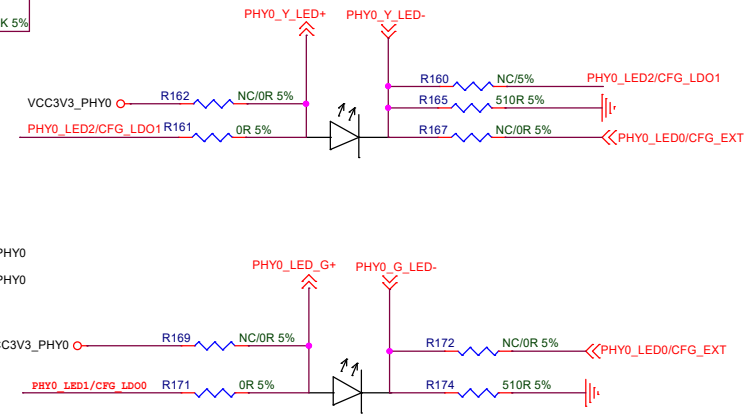 K 5%
PHY0_Y_LED+ PHY0_Y_LED-
R160 NC/5% PHY0_LED2/CFG_LDO1
VCC3V3_PHY0 R162 NC/0R 5% R165 510R 5%
PHY0_LED2/CFG_LDO1 R161 0R 5% R167 NC/0R 5% PHY0_LED0/CFG_EXT
PHY0
PHY0_LED_G+ PHY0_G_LED-
PHY0
C3V3_PHY0 R169 NC/0R 5% R172 NC/0R 5% PHY0_LED0/CFG_EXT
PHY0_LED1/CFG_LDO0 R171 0R 5% R174 510R 5%